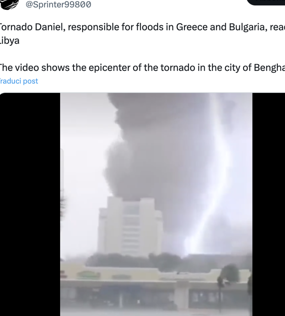 @Sprinter99800
Tornado Daniel, responsible for floods in Greece and Bulgaria, rea
Libya
The video shows the epicenter of the tornado in the city of Bengha
Traduci post